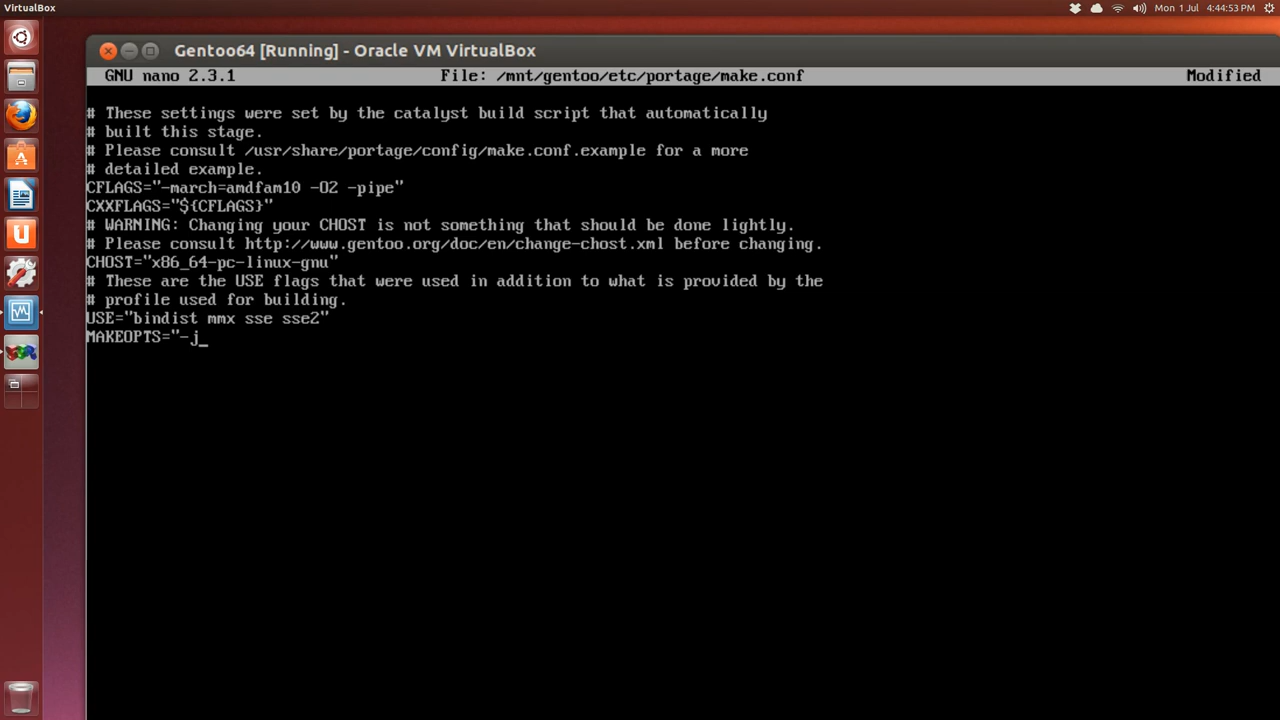 VirtualBox
Mon 1 Jul 4:44:53 PM
Gentoo64 [Running] - Oracle VM VirtualBox
GNU nano 2.3.1 File: /mnt/gentoo/etc/portage/make.conf Modified
# These settings were set by the catalyst build script that automatically
# built this stage.
# Please consult /usr/share/portage/config/make.conf.example for a more
# detailed example.
CFLAGS="-march=amdfam10 -O2 -pipe"
CXXFLAGS="${CFLAGS}"
# WARNING: Changing your CHOST is not something that should be done lightly.
# Please consult http://www.gentoo.org/doc/en/change-chost.xml before changing.
CHOST="x86_64-pc-linux-gnu"
# These are the USE flags that were used in addition to what is provided by the
# profile used for building.
USE="bindist mmx sse sse2"
MAKEOPTS="-j_